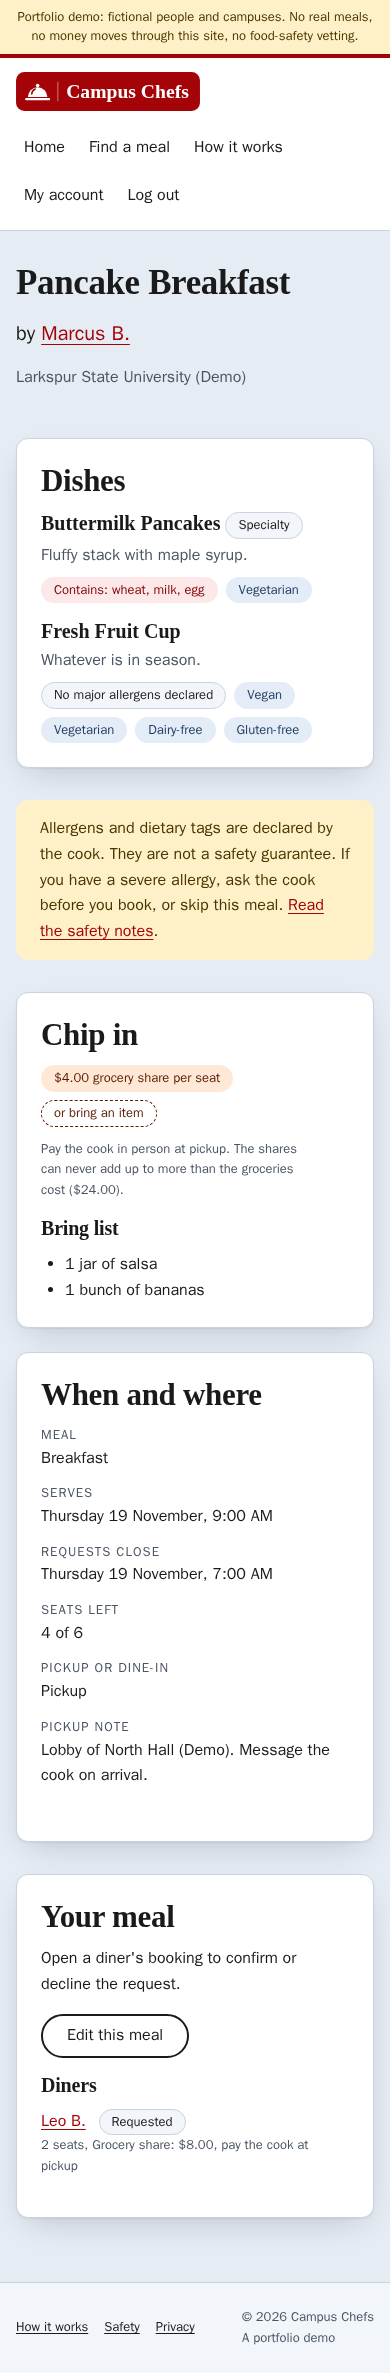 Portfolio demo: fictional people and campuses. No real meals,
no money moves through this site, no food-safety vetting.
Campus Chefs
Home Find a meal How it works
My account Log out
Pancake Breakfast
by Marcus B.
Larkspur State University (Demo)
Dishes
Buttermilk Pancakes Specialty
Fluffy stack with maple syrup.
Contains: wheat, milk, egg Vegetarian
Fresh Fruit Cup
Whatever is in season.
No major allergens declared Vegan
Vegetarian Dairy-free Gluten-free
Allergens and dietary tags are declared by
the cook. They are not a safety guarantee. If
you have a severe allergy, ask the cook
before you book, or skip this meal. Read
the safety notes.
Chip in
$4.00 grocery share per seat
or bring an item
Pay the cook in person at pickup. The shares
can never add up to more than the groceries
cost ($24.00).
Bring list
• 1 jar of salsa
• 1 bunch of bananas
When and where
MEAL
Breakfast
SERVES
Thursday 19 November, 9:00 AM
REQUESTS CLOSE
Thursday 19 November, 7:00 AM
SEATS LEFT
4 of 6
PICKUP OR DINE-IN
Pickup
PICKUP NOTE
Lobby of North Hall (Demo). Message the
cook on arrival.
Your meal
Open a diner's booking to confirm or
decline the request.
Edit this meal
Diners
Leo B. Requested
2 seats, Grocery share: $8.00, pay the cook at
pickup
How it works Safety Privacy
© 2026 Campus Chefs
A portfolio demo